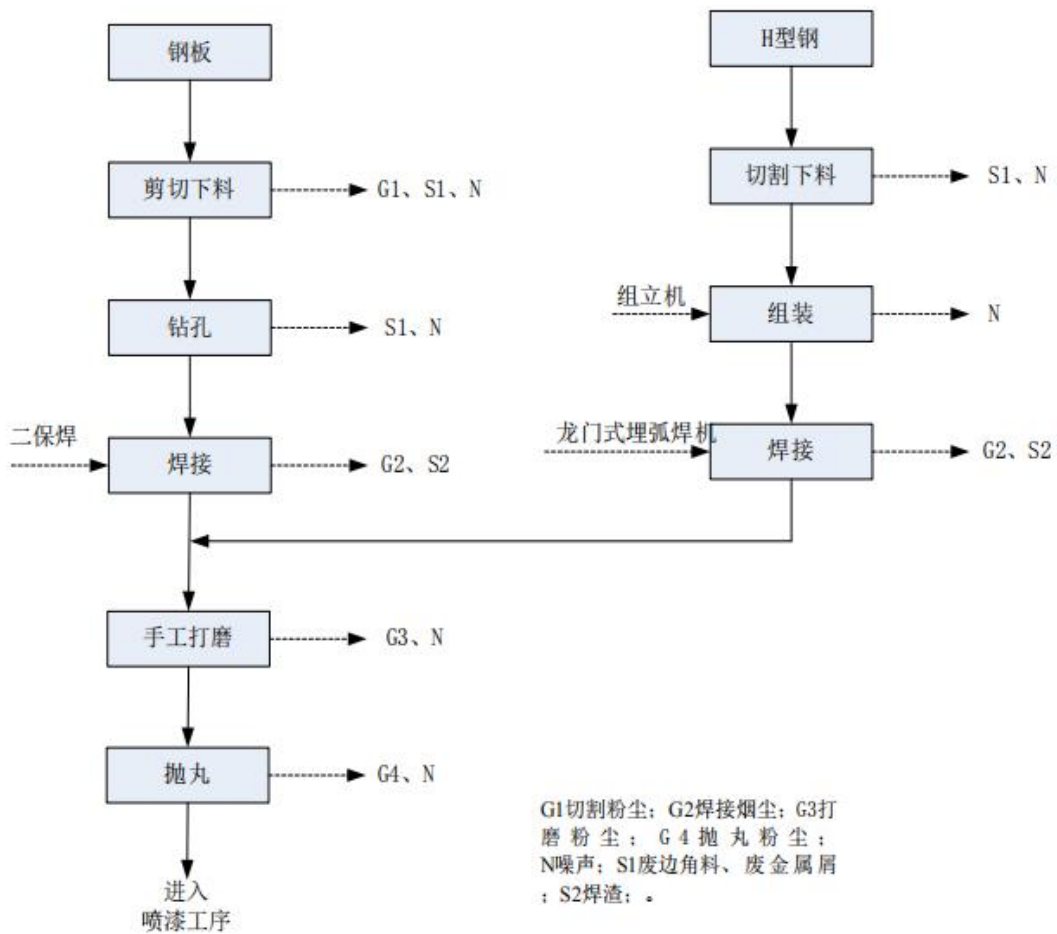 钢板
H型钢
剪切下料
G1、S1、N
切割下料
S1、N
钻孔
S1、N
组立机
组装
N
二保焊
焊接
G2、S2
龙门式埋弧焊机
焊接
G2、S2
手工打磨
G3、N
抛丸
G4、N
G1切割粉尘；G2焊接烟尘；G3打
磨粉尘；G4抛丸粉尘；
N噪声；S1废边角料、废金属屑
；S2焊渣；。
进入
喷漆工序